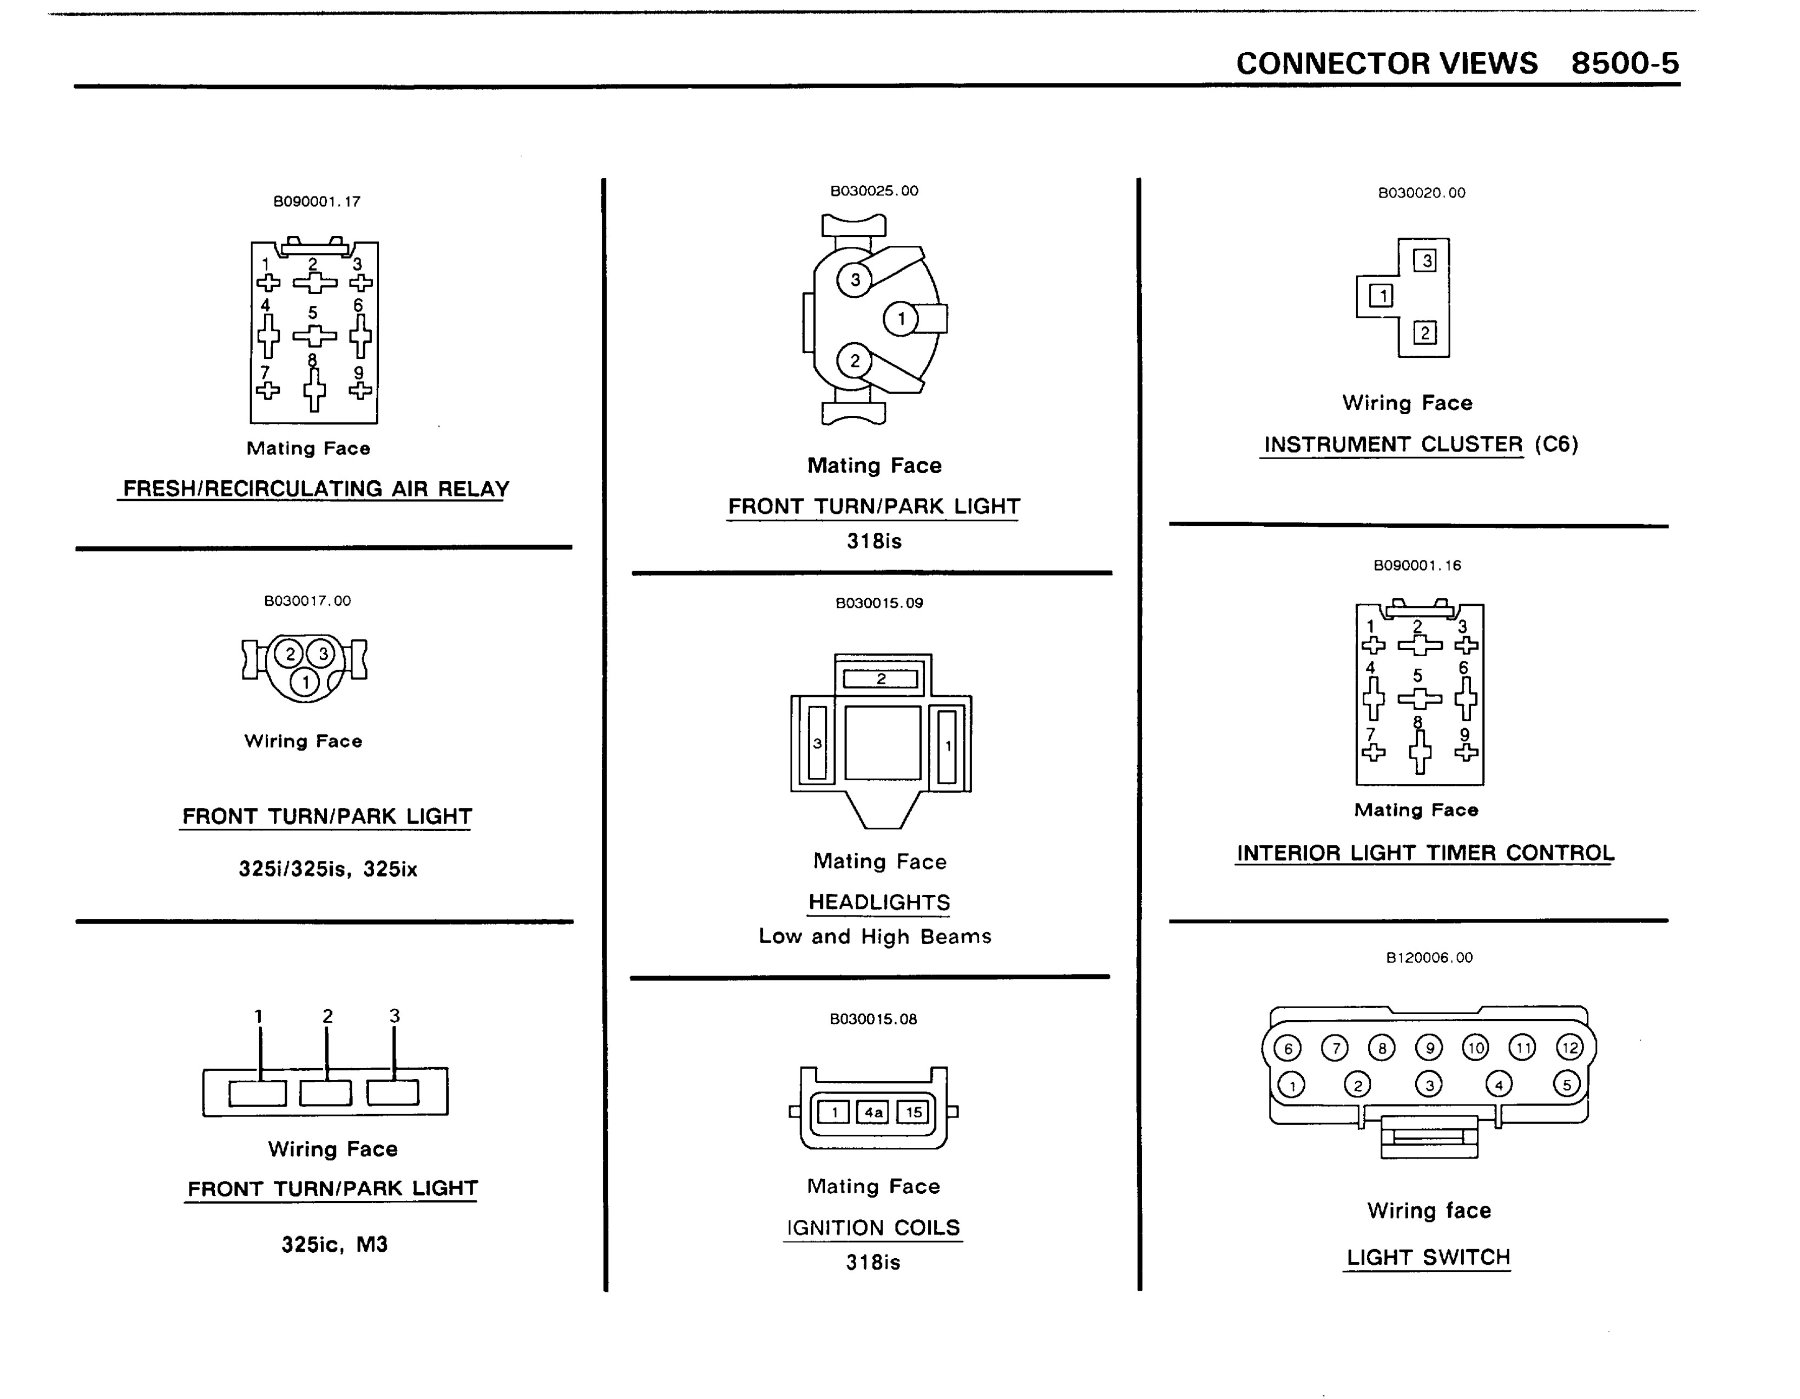 CONNECTOR VIEWS 8500-5
B090001.17
1 2 3
4 5 6
7 8 9
Mating Face
FRESH/RECIRCULATING AIR RELAY
B030017.00
2 3
1
Wiring Face
FRONT TURN/PARK LIGHT
325i/325is, 325ix
1 2 3
Wiring Face
FRONT TURN/PARK LIGHT
325ic, M3
B030025.00
3
1
2
Mating Face
FRONT TURN/PARK LIGHT
318is
B030015.09
2
3 1
Mating Face
HEADLIGHTS
Low and High Beams
B030015.08
1 4a 15
Mating Face
IGNITION COILS
318is
B030020.00
3
1
2
Wiring Face
INSTRUMENT CLUSTER (C6)
B090001.16
1 2 3
4 5 6
7 8 9
Mating Face
INTERIOR LIGHT TIMER CONTROL
B120006.00
6 7 8 9 10 11 12
1 2 3 4 5
Wiring face
LIGHT SWITCH